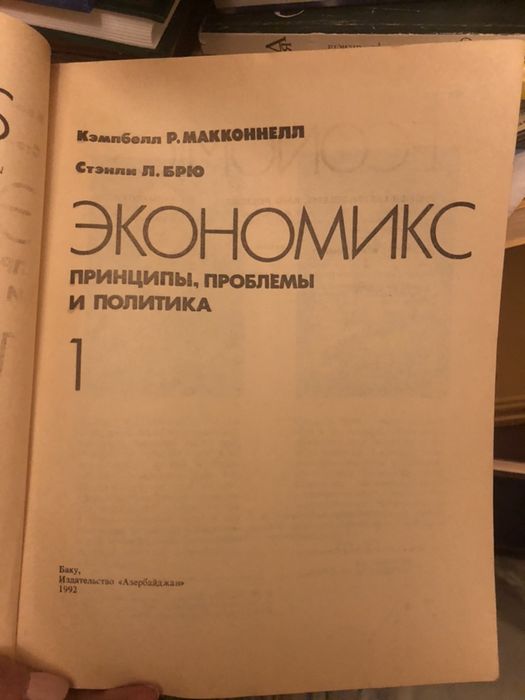 Кэмпбелл Р. МАККОННЕЛЛ
Стэнли Л. БРЮ
ЭКОНОМИКС
ПРИНЦИПЫ, ПРОБЛЕМЫ
И ПОЛИТИКА
1
Баку,
Издательство «Азербайджан»
1992